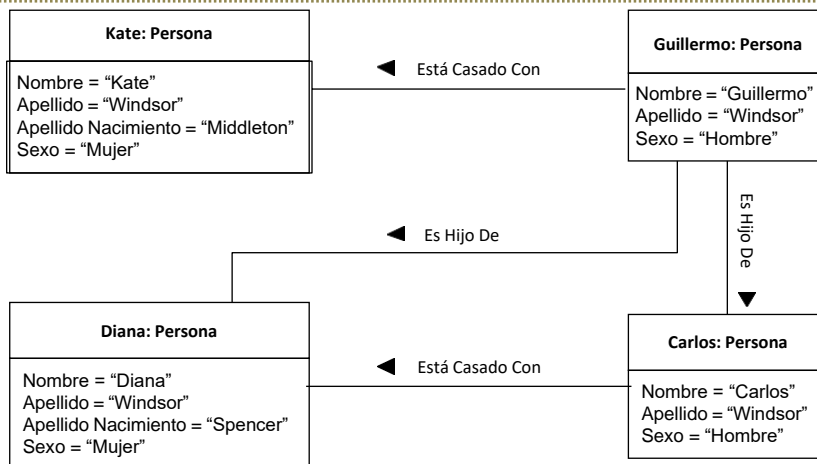 Kate: Persona
Nombre = “Kate”
Apellido = “Windsor”
Apellido Nacimiento = “Middleton”
Sexo = “Mujer”
Está Casado Con
Guillermo: Persona
Nombre = “Guillermo”
Apellido = “Windsor”
Sexo = “Hombre”
Es Hijo De
Es Hijo De
Diana: Persona
Nombre = “Diana”
Apellido = “Windsor”
Apellido Nacimiento = “Spencer”
Sexo = “Mujer”
Está Casado Con
Carlos: Persona
Nombre = “Carlos”
Apellido = “Windsor”
Sexo = “Hombre”